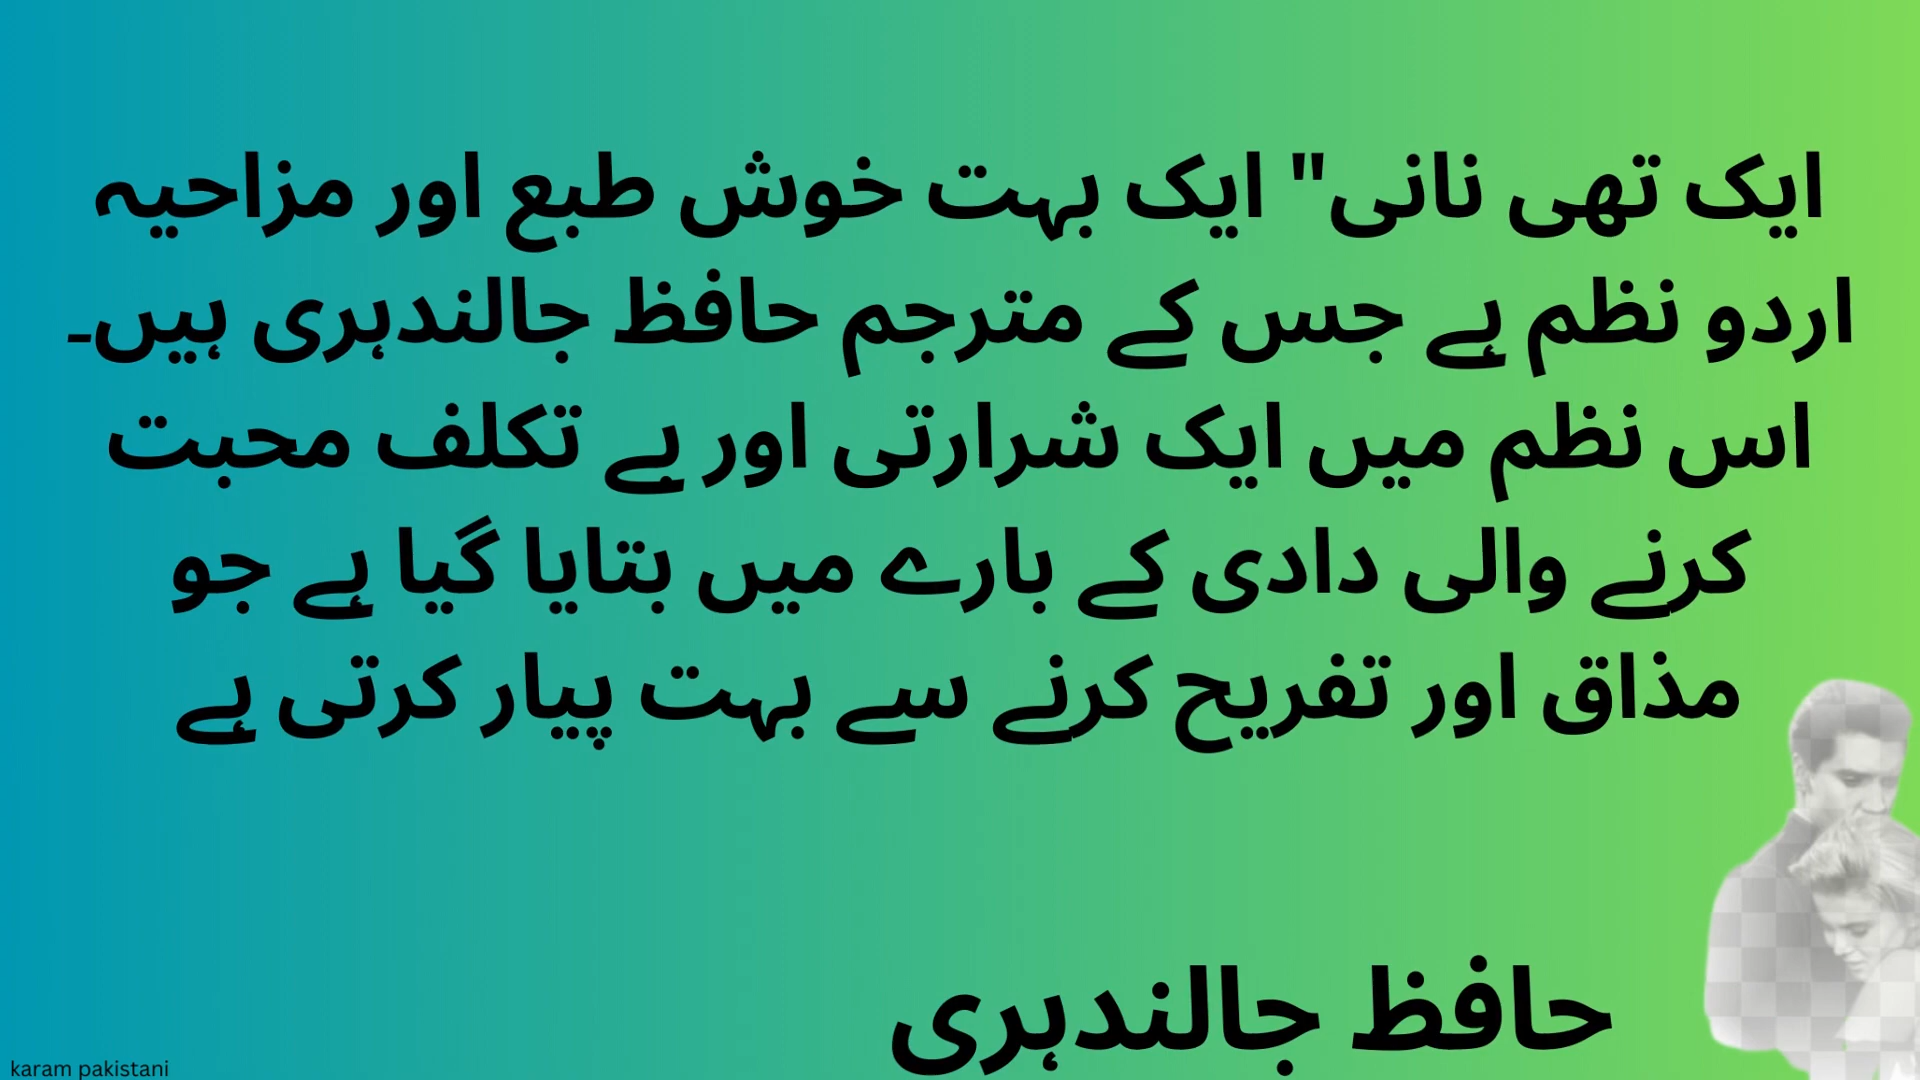 ایک تھی نانی" ایک بہت خوش طبع اور مزاحیہ
اردو نظم ہے جس کے مترجم حافظ جالندہری ہیں۔
اس نظم میں ایک شرارتی اور بے تکلف محبت
کرنے والی دادی کے بارے میں بتایا گیا ہے جو
مذاق اور تفریح کرنے سے بہت پیار کرتی ہے
حافظ جالندہری
karam pakistani